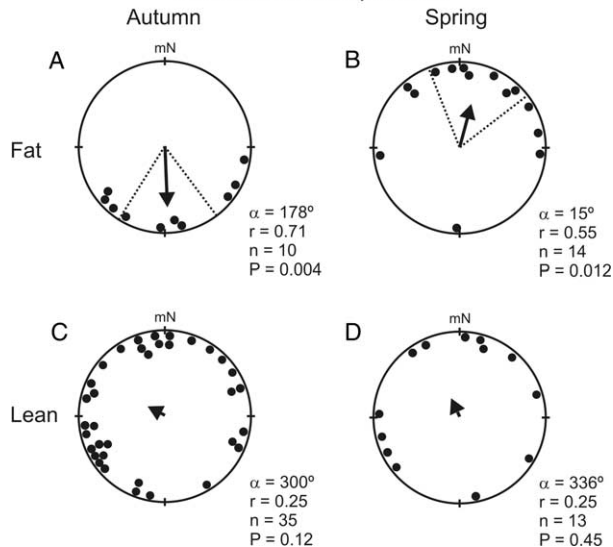 Autumn
Spring
A
mN
B
mN
Fat
α = 178º
r = 0.71
n = 10
P = 0.004
α = 15º
r = 0.55
n = 14
P = 0.012
C
mN
D
mN
Lean
α = 300º
r = 0.25
n = 35
P = 0.12
α = 336º
r = 0.25
n = 13
P = 0.45